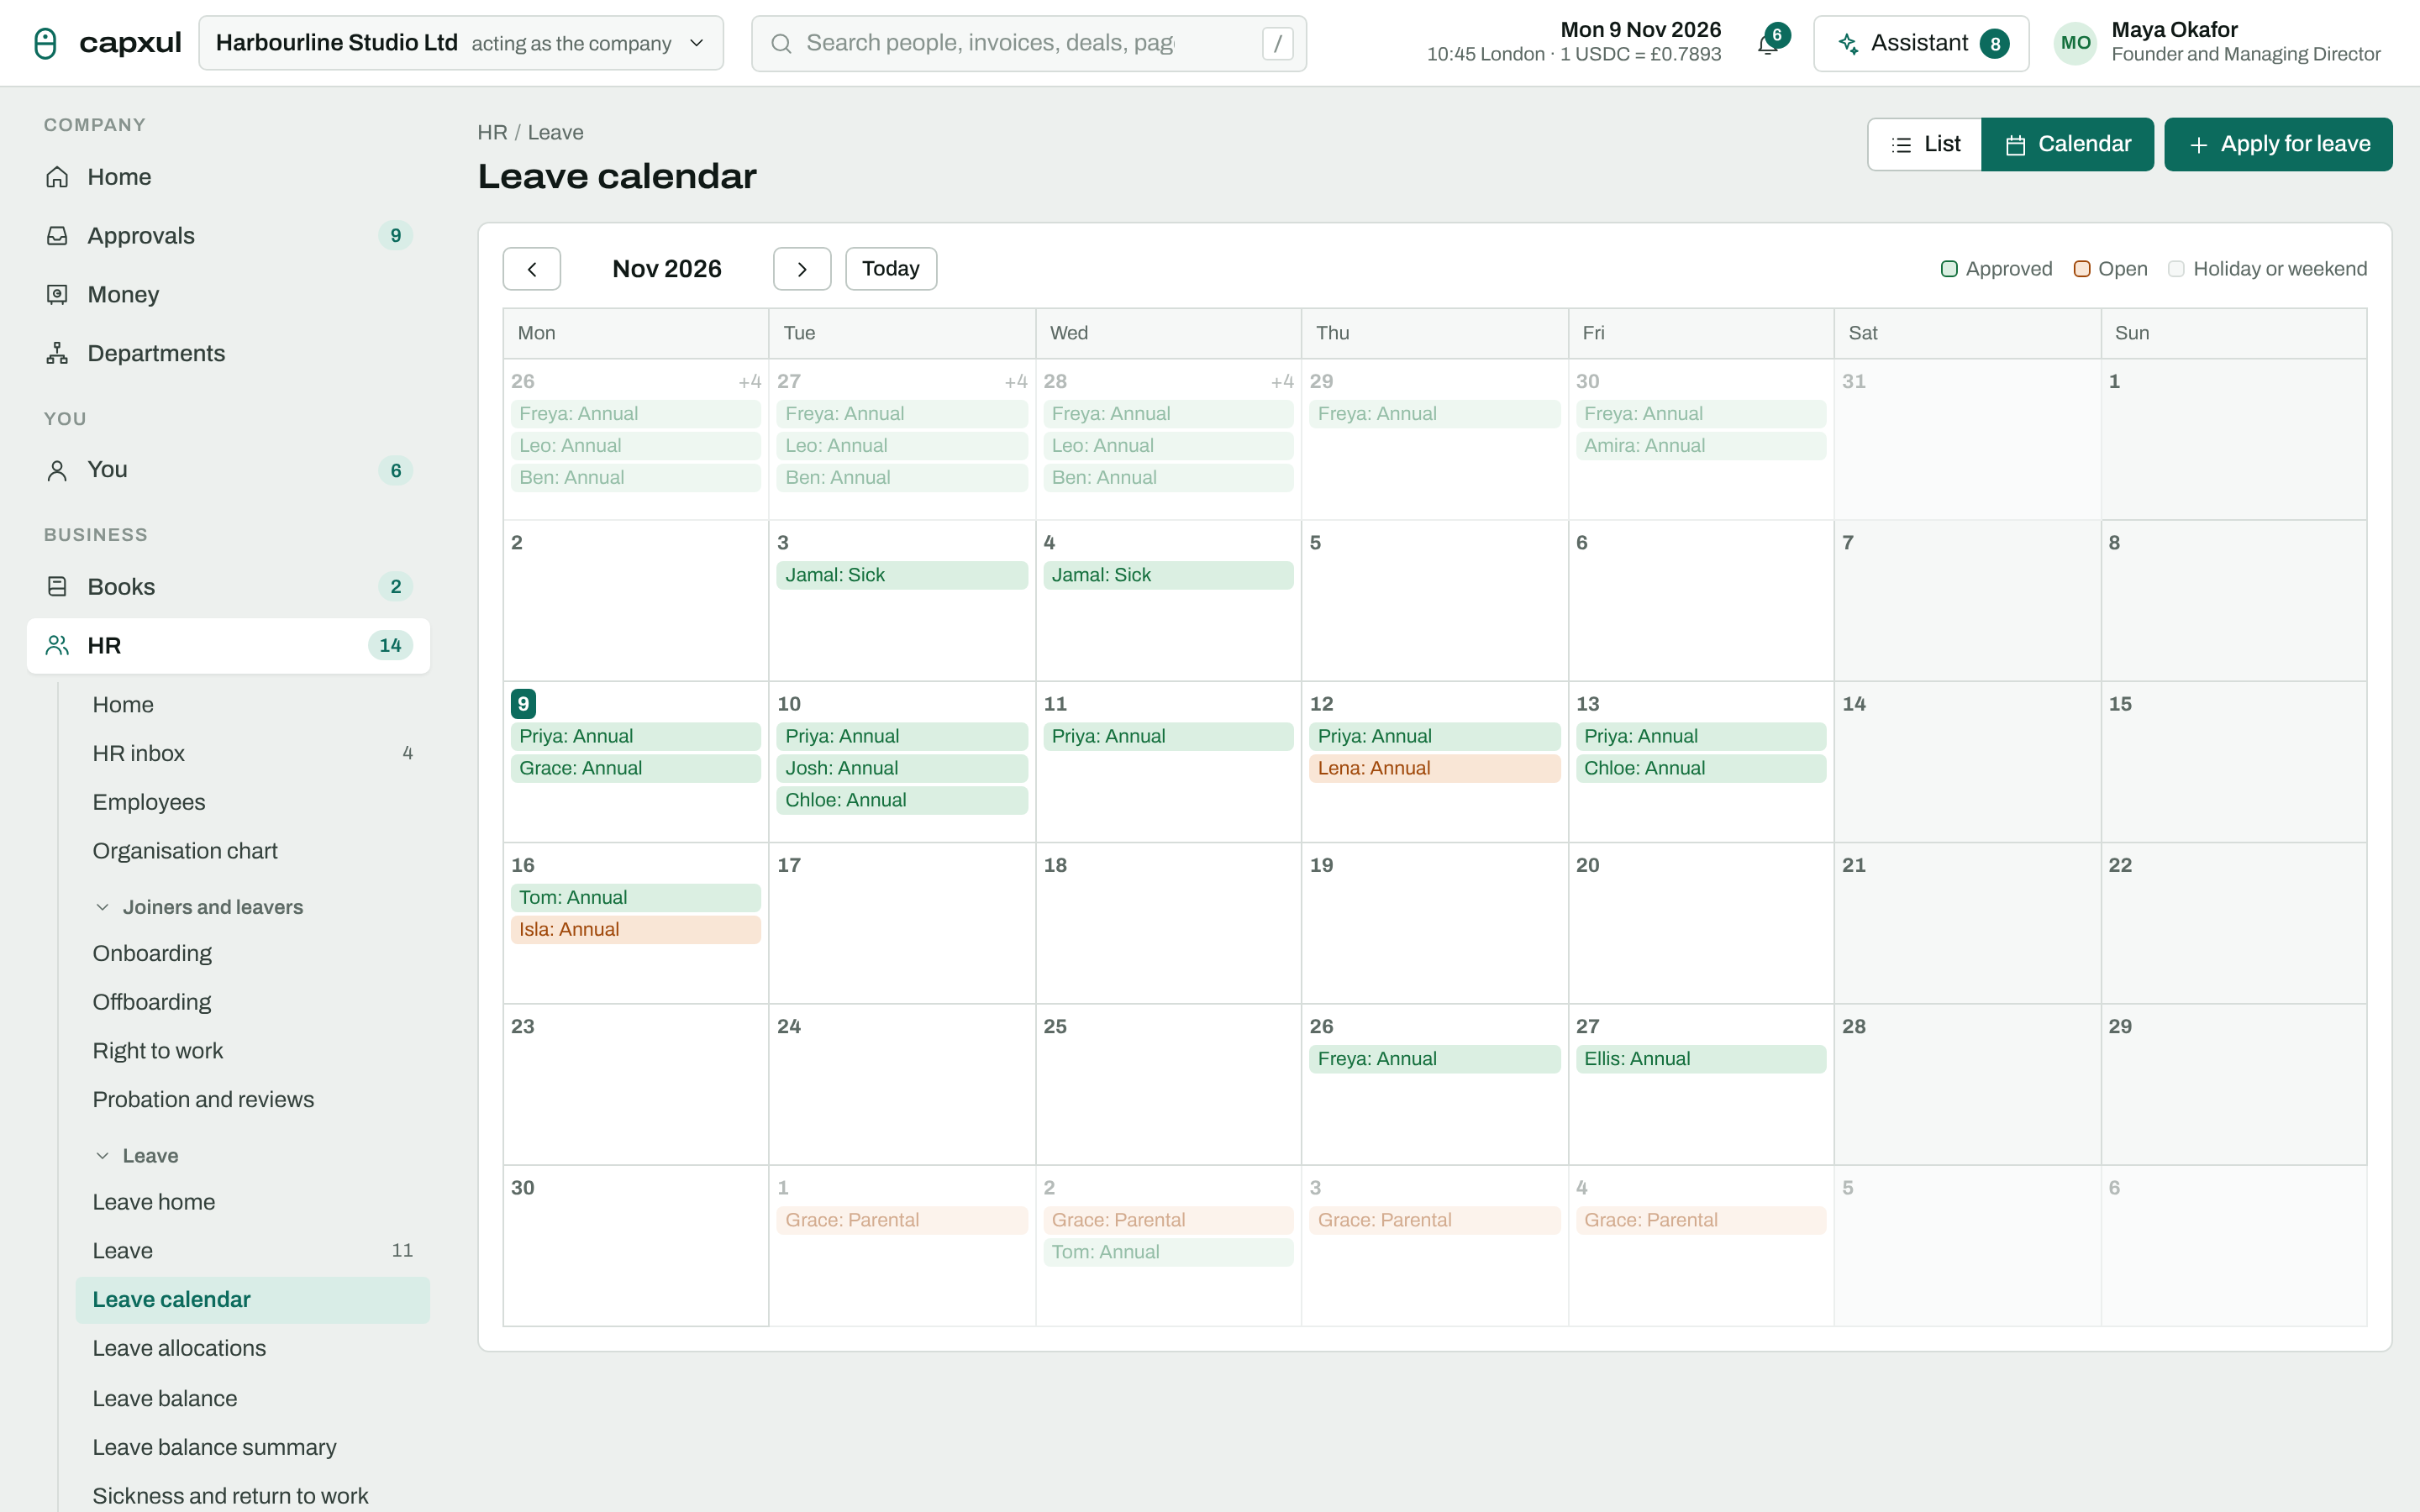 capxul
Harbourline Studio Ltd acting as the company
Search people, invoices, deals, pag
/
Mon 9 Nov 2026
10:45 London · 1 USDC = £0.7893
6
Assistant 8
MO
Maya Okafor
Founder and Managing Director
COMPANY
Home
Approvals 9
Money
Departments
YOU
You 6
BUSINESS
Books 2
HR 14
Home
HR inbox 4
Employees
Organisation chart
Joiners and leavers
Onboarding
Offboarding
Right to work
Probation and reviews
Leave
Leave home
Leave 11
Leave calendar
Leave allocations
Leave balance
Leave balance summary
Sickness and return to work
HR / Leave
Leave calendar
List
Calendar
Apply for leave
Nov 2026
Today
Approved
Open
Holiday or weekend
Mon Tue Wed Thu Fri Sat Sun
26 +4 27 +4 28 +4 29 30 31 1
Freya: Annual Freya: Annual Freya: Annual Freya: Annual Freya: Annual
Leo: Annual Leo: Annual Leo: Annual Amira: Annual
Ben: Annual Ben: Annual Ben: Annual
2 3 4 5 6 7 8
Jamal: Sick Jamal: Sick
9 10 11 12 13 14 15
Priya: Annual Priya: Annual Priya: Annual Priya: Annual Priya: Annual
Grace: Annual Josh: Annual Lena: Annual Chloe: Annual
Chloe: Annual
16 17 18 19 20 21 22
Tom: Annual
Isla: Annual
23 24 25 26 27 28 29
Freya: Annual Ellis: Annual
30 1 2 3 4 5 6
Grace: Parental Grace: Parental Grace: Parental Grace: Parental
Tom: Annual